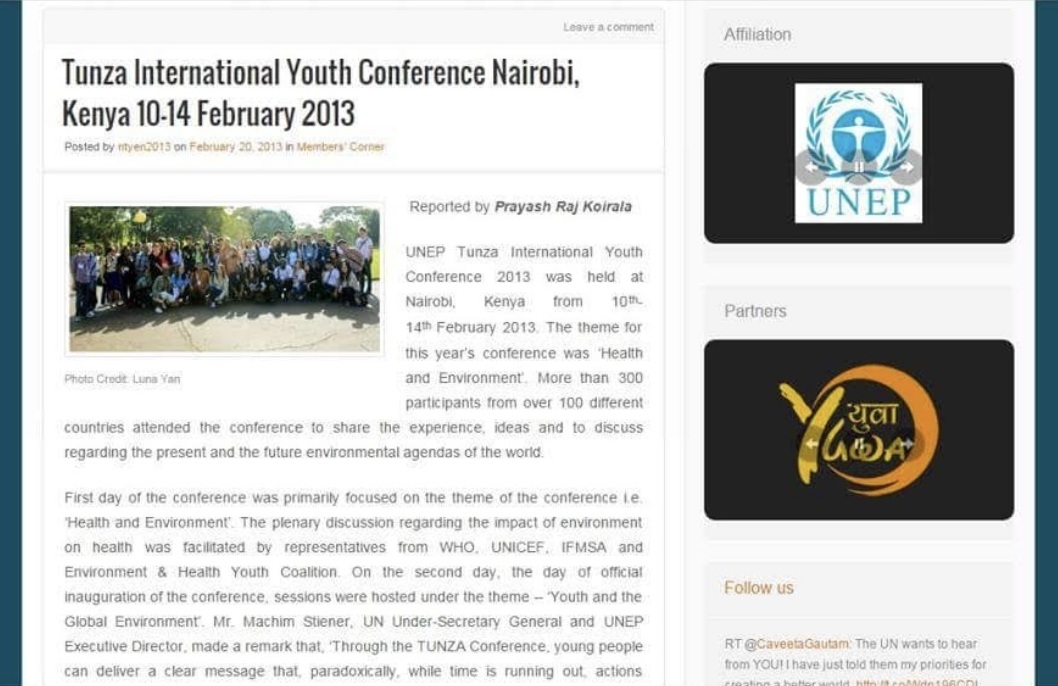 Leave a comment
Tunza International Youth Conference Nairobi,
Kenya 10-14 February 2013
Posted by ntyen2013 on February 20, 2013 in Members' Corner
Reported by Prayash Raj Koirala
UNEP Tunza International Youth
Conference 2013 was held at
Nairobi, Kenya from 10th-
14th February 2013. The theme for
this year's conference was 'Health
and Environment'. More than 300
participants from over 100 different
Photo Credit: Luna Yan
countries attended the conference to share the experience, ideas and to discuss
regarding the present and the future environmental agendas of the world.
First day of the conference was primarily focused on the theme of the conference i.e.
'Health and Environment'. The plenary discussion regarding the impact of environment
on health was facilitated by representatives from WHO, UNICEF, IFMSA and
Environment & Health Youth Coalition. On the second day, the day of official
inauguration of the conference, sessions were hosted under the theme – 'Youth and the
Global Environment'. Mr. Machim Stiener, UN Under-Secretary General and UNEP
Executive Director, made a remark that, 'Through the TUNZA Conference, young people
can deliver a clear message that, paradoxically, while time is running out, actions
Affiliation
UNEP
Partners
युवा
YUWA
Follow us
RT @CaveetaGautam: The UN wants to hear
from YOU! I have just told them my priorities for
creating a better world.